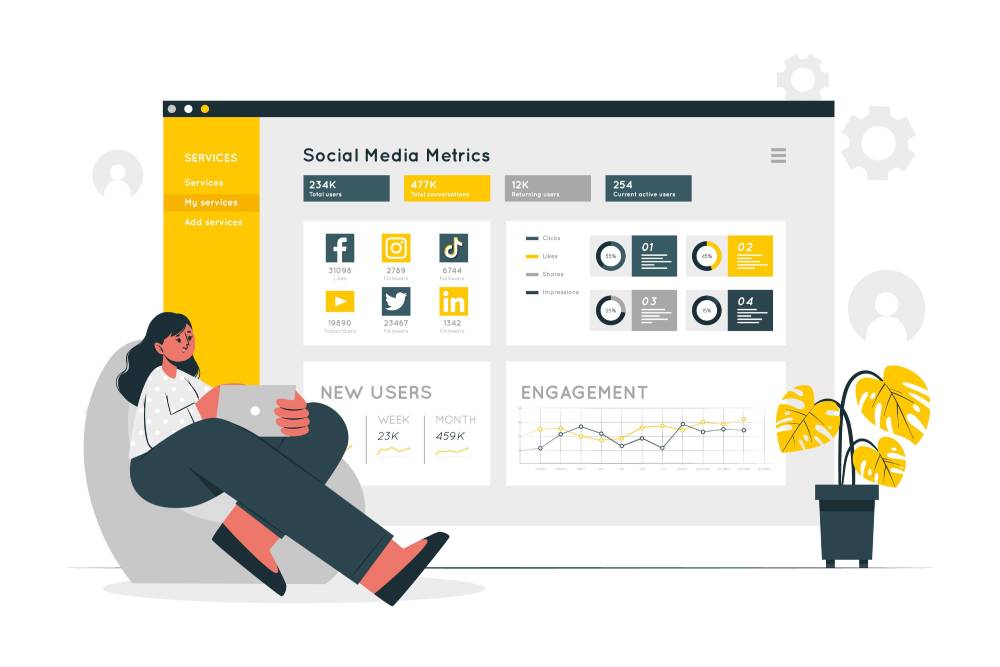 SERVICES
Services
My services
Add services
Social Media Metrics
234K
Total users
477K
Total conversations
12K
Returning users
254
Current active users
31098
Likes
2769
Followers
6744
Followers
19890
Subscribers
23467
Followers
1342
Followers
Clicks
Likes
Shares
Impressions
55%
01
45%
02
25%
03
15%
04
NEW USERS
WEEK
23K
MONTH
459K
ENGAGEMENT